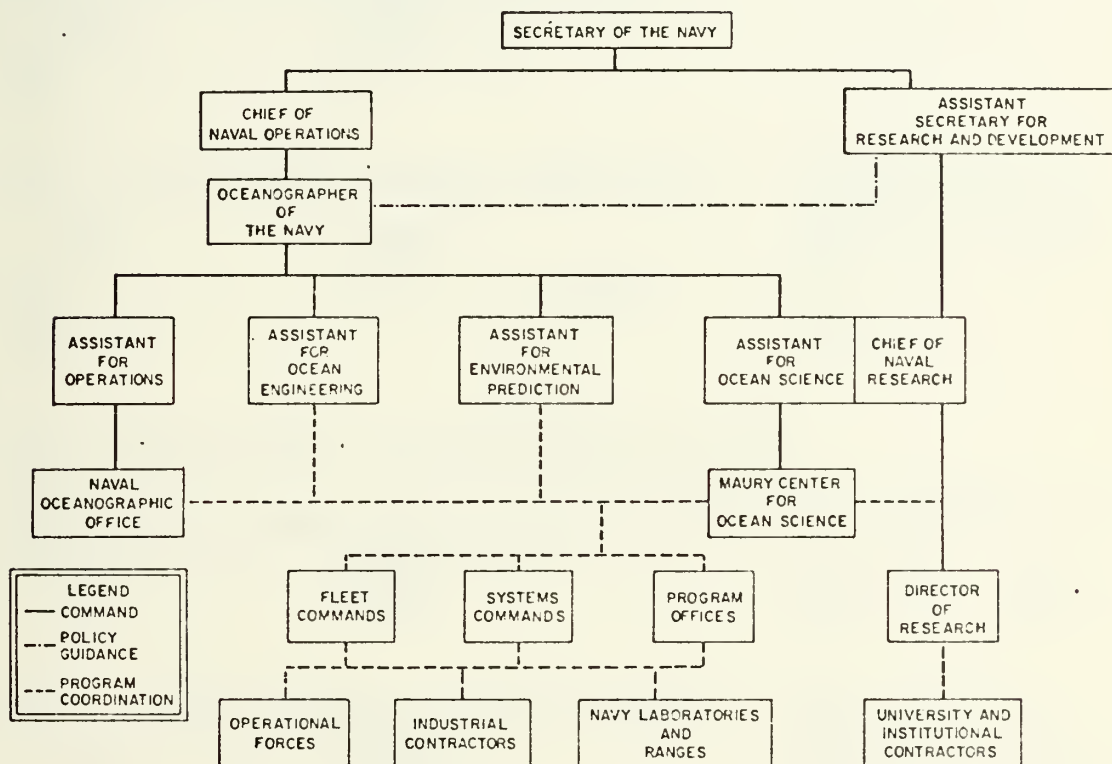 SECRETARY OF THE NAVY
CHIEF OF
NAVAL OPERATIONS
ASSISTANT
SECRETARY FOR
RESEARCH AND DEVELOPMENT
OCEANOGRAPHER
OF
THE NAVY
ASSISTANT
FOR
OPERATIONS
ASSISTANT
FOR
OCEAN
ENGINEERING
ASSISTANT
FOR
ENVIRONMENTAL
PREDICTION
ASSISTANT
FOR
OCEAN SCIENCE
CHIEF OF
NAVAL
RESEARCH
NAVAL
OCEANOGRAPHIC
OFFICE
MAURY CENTER
FOR
OCEAN SCIENCE
LEGEND
COMMAND
POLICY
GUIDANCE
PROGRAM
COORDINATION
FLEET
COMMANDS
SYSTEMS
COMMANDS
PROGRAM
OFFICES
DIRECTOR
OF
RESEARCH
OPERATIONAL
FORCES
INDUSTRIAL
CONTRACTORS
NAVY LABORATORIES
AND
RANGES
UNIVERSITY AND
INSTITUTIONAL
CONTRACTORS